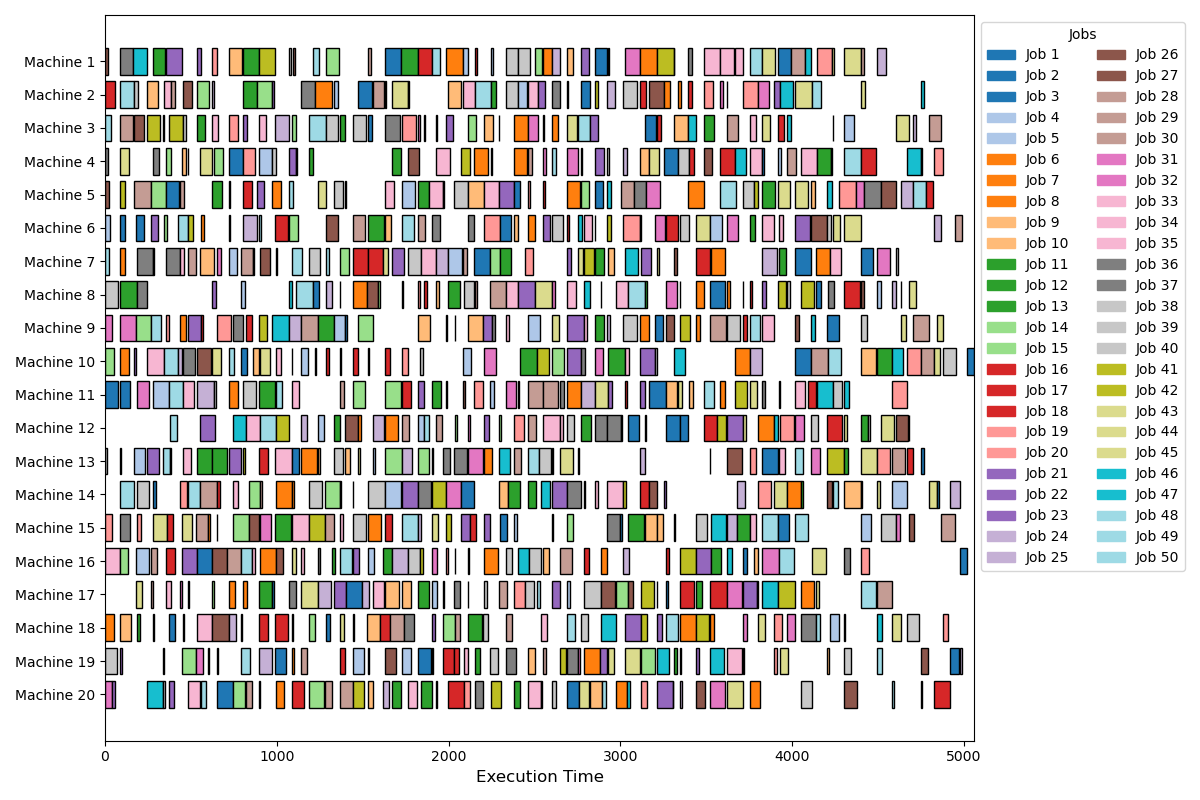 Machine 1
Machine 2
Machine 3
Machine 4
Machine 5
Machine 6
Machine 7
Machine 8
Machine 9
Machine 10
Machine 11
Machine 12
Machine 13
Machine 14
Machine 15
Machine 16
Machine 17
Machine 18
Machine 19
Machine 20
0 1000 2000 3000 4000 5000
Execution Time
Jobs
Job 1
Job 2
Job 3
Job 4
Job 5
Job 6
Job 7
Job 8
Job 9
Job 10
Job 11
Job 12
Job 13
Job 14
Job 15
Job 16
Job 17
Job 18
Job 19
Job 20
Job 21
Job 22
Job 23
Job 24
Job 25
Job 26
Job 27
Job 28
Job 29
Job 30
Job 31
Job 32
Job 33
Job 34
Job 35
Job 36
Job 37
Job 38
Job 39
Job 40
Job 41
Job 42
Job 43
Job 44
Job 45
Job 46
Job 47
Job 48
Job 49
Job 50